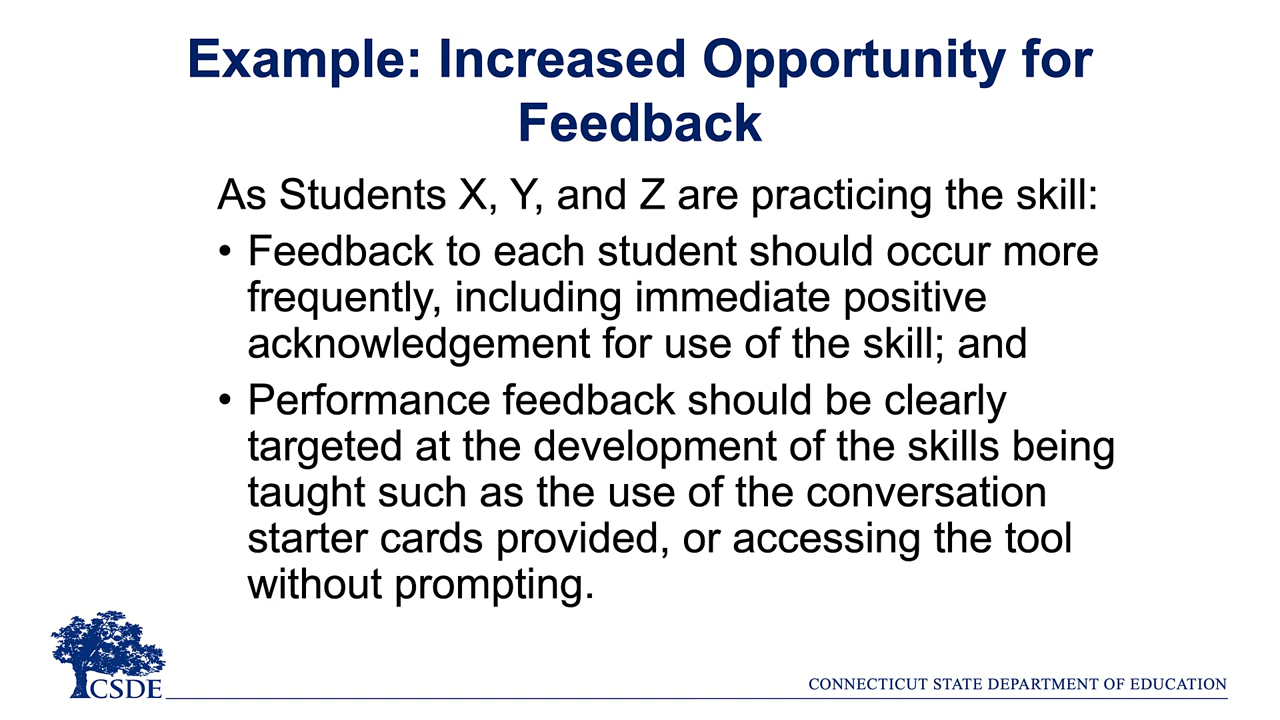 Example: Increased Opportunity for
Feedback
As Students X, Y, and Z are practicing the skill:
• Feedback to each student should occur more
frequently, including immediate positive
acknowledgement for use of the skill; and
• Performance feedback should be clearly
targeted at the development of the skills being
taught such as the use of the conversation
starter cards provided, or accessing the tool
without prompting.
CSDE
CONNECTICUT STATE DEPARTMENT OF EDUCATION